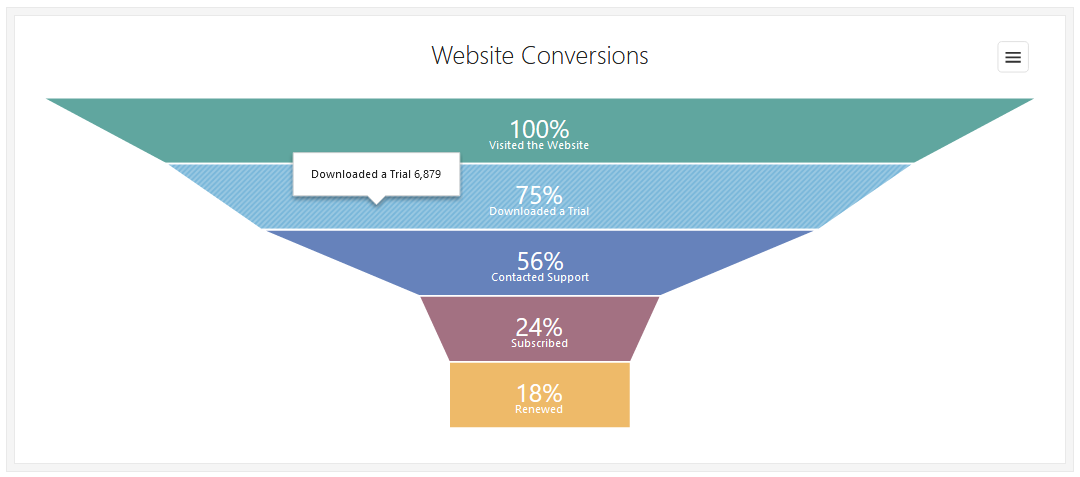 Website Conversions
100%
Visited the Website
Downloaded a Trial 6,879
75%
Downloaded a Trial
56%
Contacted Support
24%
Subscribed
18%
Renewed